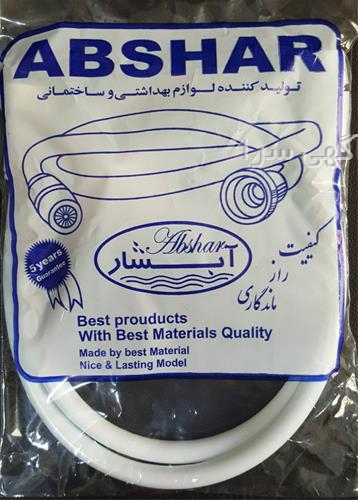 ABSHAR
تولید کننده لوازم بهداشتی و ساختمانی
Abshar
آبشار
کیفیت
راز
ماندگاری
5 years
Guarantee
Best prouducts
With Best Materials Quality
Made by best Material
Nice & Lasting Model